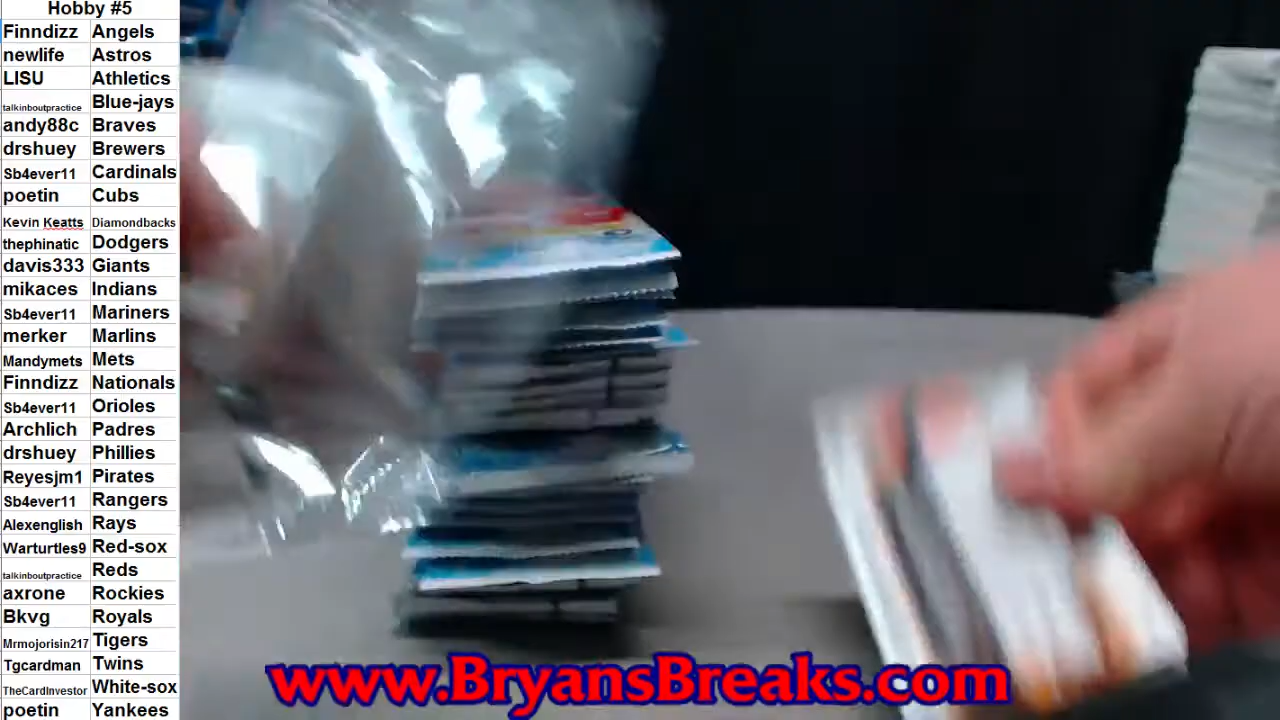 Hobby #5
Finndizz Angels
newlife Astros
LISU Athletics
talkinboutpractice Blue-jays
andy88c Braves
drshuey Brewers
Sb4ever11 Cardinals
poetin Cubs
Kevin Keatts Diamondbacks
thephinatic Dodgers
davis333 Giants
mikaces Indians
Sb4ever11 Mariners
merker Marlins
Mandymets Mets
Finndizz Nationals
Sb4ever11 Orioles
Archlich Padres
drshuey Phillies
Reyesjm1 Pirates
Sb4ever11 Rangers
Alexenglish Rays
Warturtles9 Red-sox
talkinboutpractice Reds
axrone Rockies
Bkvg Royals
Mrmojorisin217 Tigers
Tgcardman Twins
TheCardInvestor White-sox
poetin Yankees
www.BryansBreaks.com